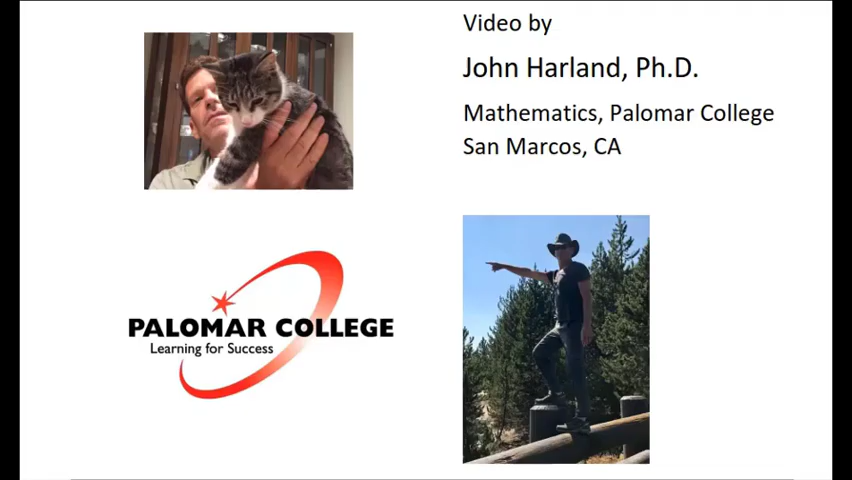 Video by
John Harland, Ph.D.
Mathematics, Palomar College
San Marcos, CA
PALOMAR COLLEGE
Learning for Success